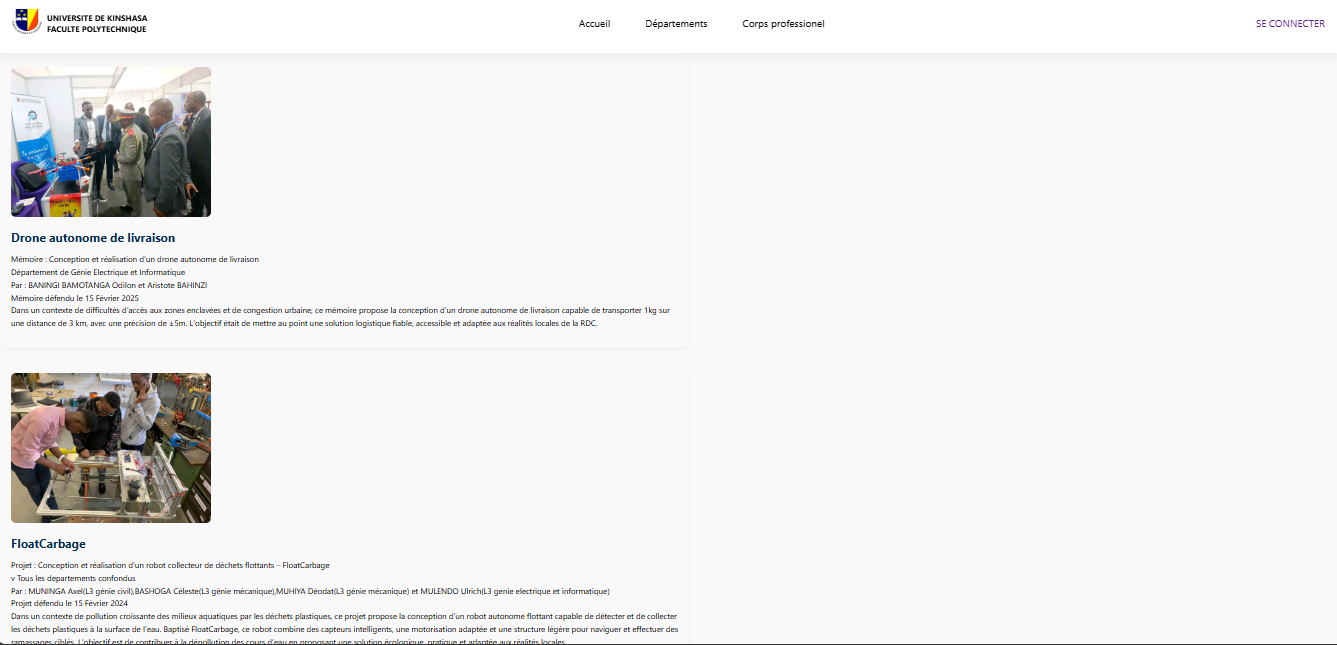 UNIVERSITE DE KINSHASA
FACULTE POLYTECHNIQUE
Accueil
Départements
Corps professionel
SE CONNECTER
Drone autonome de livraison
Mémoire : Conception et réalisation d'un drone autonome de livraison
Département de Génie Electrique et Informatique
Par : BANINGI BAMOTANGA Odilon et Aristote BAHINZI
Mémoire défendu le 15 Février 2025
Dans un contexte de difficultés d'accès aux zones enclavées et de congestion urbaine, ce mémoire propose la conception d'un drone autonome de livraison capable de transporter 1kg sur
une distance de 3 km, avec une précision de ±5m. L'objectif était de mettre au point une solution logistique fiable, accessible et adaptée aux réalités locales de la RDC.
FloatCarbage
Projet : Conception et réalisation d'un robot collecteur de déchets flottants – FloatCarbage
v Tous les departements confondus
Par : MUNINGA Axel(L3 génie civil),BASHOGA Céleste(L3 génie mécanique),MUHIYA Déodat(L3 génie mécanique) et MULENDO Ulrich(L3 genie electrique et informatique)
Projet défendu le 15 Février 2024
Dans un contexte de pollution croissante des milieux aquatiques par les déchets plastiques, ce projet propose la conception d'un robot autonome flottant capable de détecter et de collecter
les déchets plastiques à la surface de l'eau. Baptisé FloatCarbage, ce robot combine des capteurs intelligents, une motorisation adaptée et une structure légère pour naviguer et effectuer des
ramassages ciblés. L'objectif est de contribuer à la dépollution des cours d'eau en proposant une solution écologique, pratique et adaptée aux réalités locales.